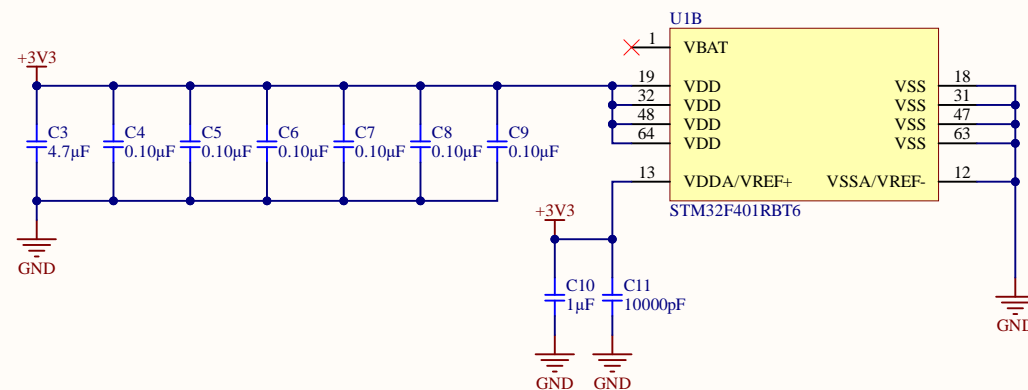 U1B
1 VBAT
+3V3
19 VDD VSS 18
32 VDD VSS 31
48 VDD VSS 47
64 VDD VSS 63
C3 C4 C5 C6 C7 C8 C9
4.7µF 0.10µF 0.10µF 0.10µF 0.10µF 0.10µF 0.10µF
13 VDDA/VREF+ VSSA/VREF- 12
STM32F401RBT6
+3V3
GND
C10 C11
1µF 10000pF
GND
GND GND